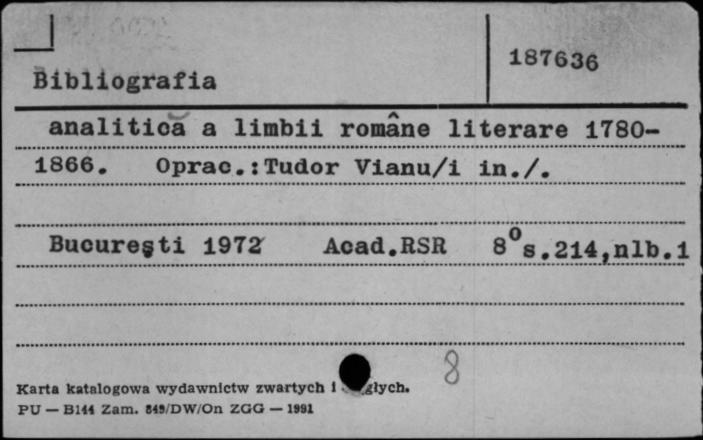 187636
Bibliografia
analitică a limbii române literare 1780-
1866. Oprac.:Tudor Vianu/i in./.
Bucureşti 1972 Acad.RSR 8° s.214,nlb.1
8
Karta katalogowa wydawnictw zwartych i
PU — B144 Zam. 849/DW/On ZGG — 1991